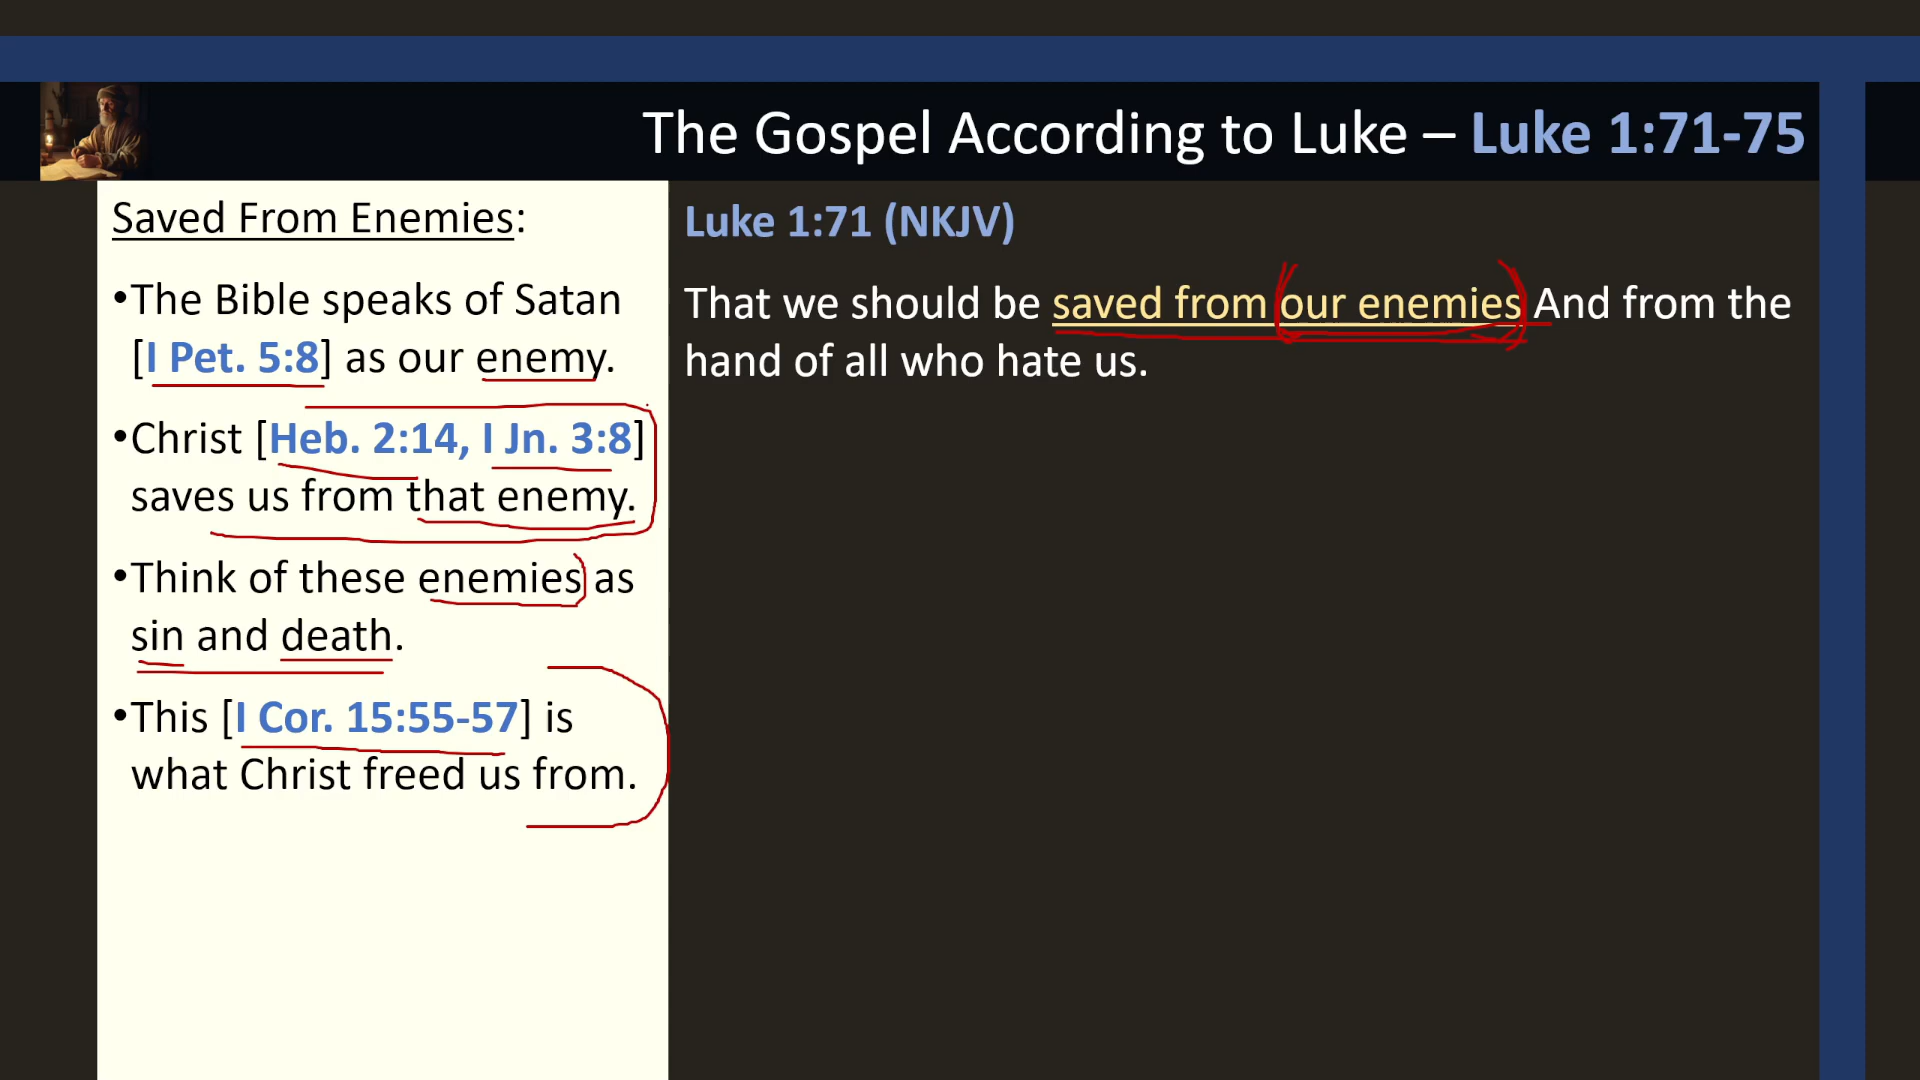 The Gospel According to Luke – Luke 1:71-75
Saved From Enemies:
•The Bible speaks of Satan
[I Pet. 5:8] as our enemy.
•Christ [Heb. 2:14, I Jn. 3:8]
saves us from that enemy.
•Think of these enemies as
sin and death.
•This [I Cor. 15:55-57] is
what Christ freed us from.
Luke 1:71 (NKJV)
That we should be saved from our enemies And from the
hand of all who hate us.